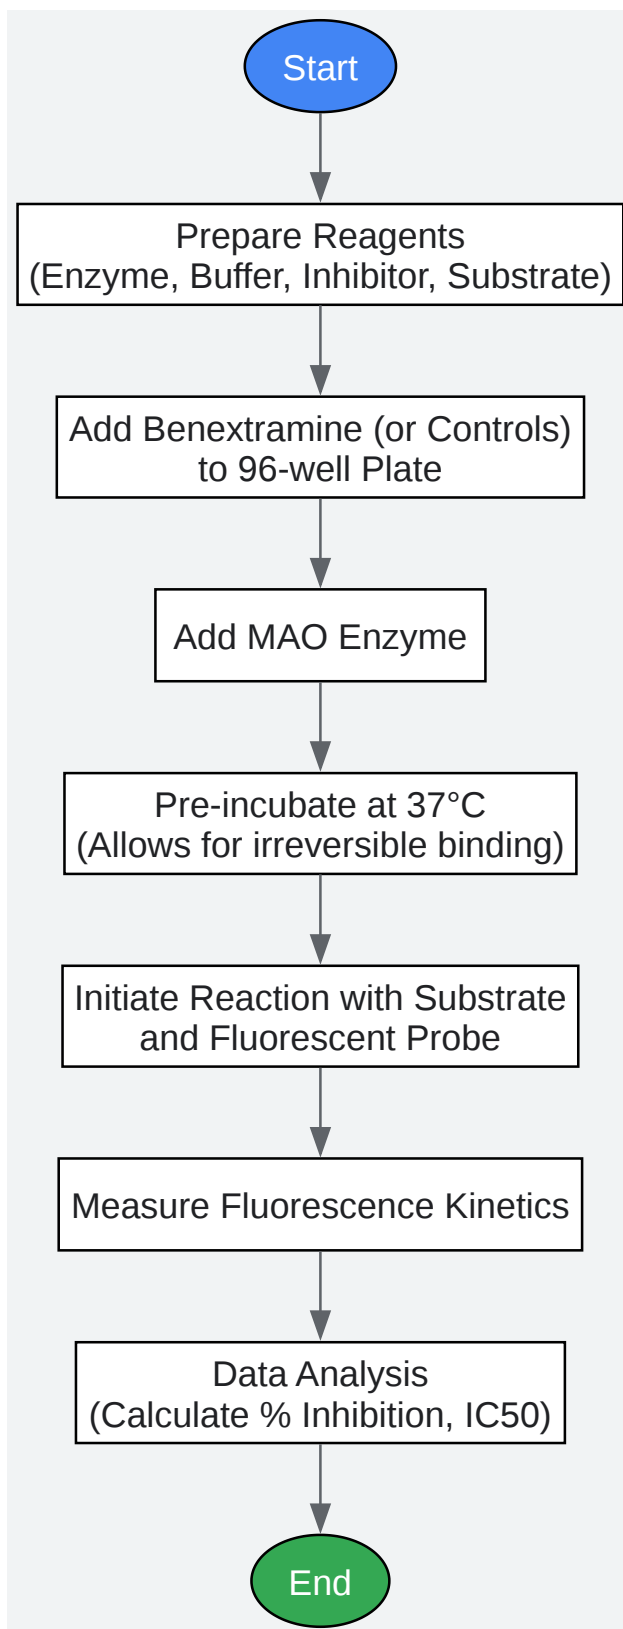 Start
Prepare Reagents
(Enzyme, Buffer, Inhibitor, Substrate)
Add Benextramine (or Controls)
to 96-well Plate
Add MAO Enzyme
Pre-incubate at 37°C
(Allows for irreversible binding)
Initiate Reaction with Substrate
and Fluorescent Probe
Measure Fluorescence Kinetics
Data Analysis
(Calculate % Inhibition, IC50)
End